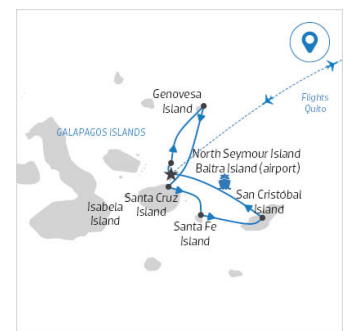 Genovesa
Island
Flights
Quito
GALAPAGOS ISLANDS
North Seymour Island
Baltra Island (airport)
Santa Cruz
Island
San Cristóbal
Island
Isabela
Island
Santa Fe
Island